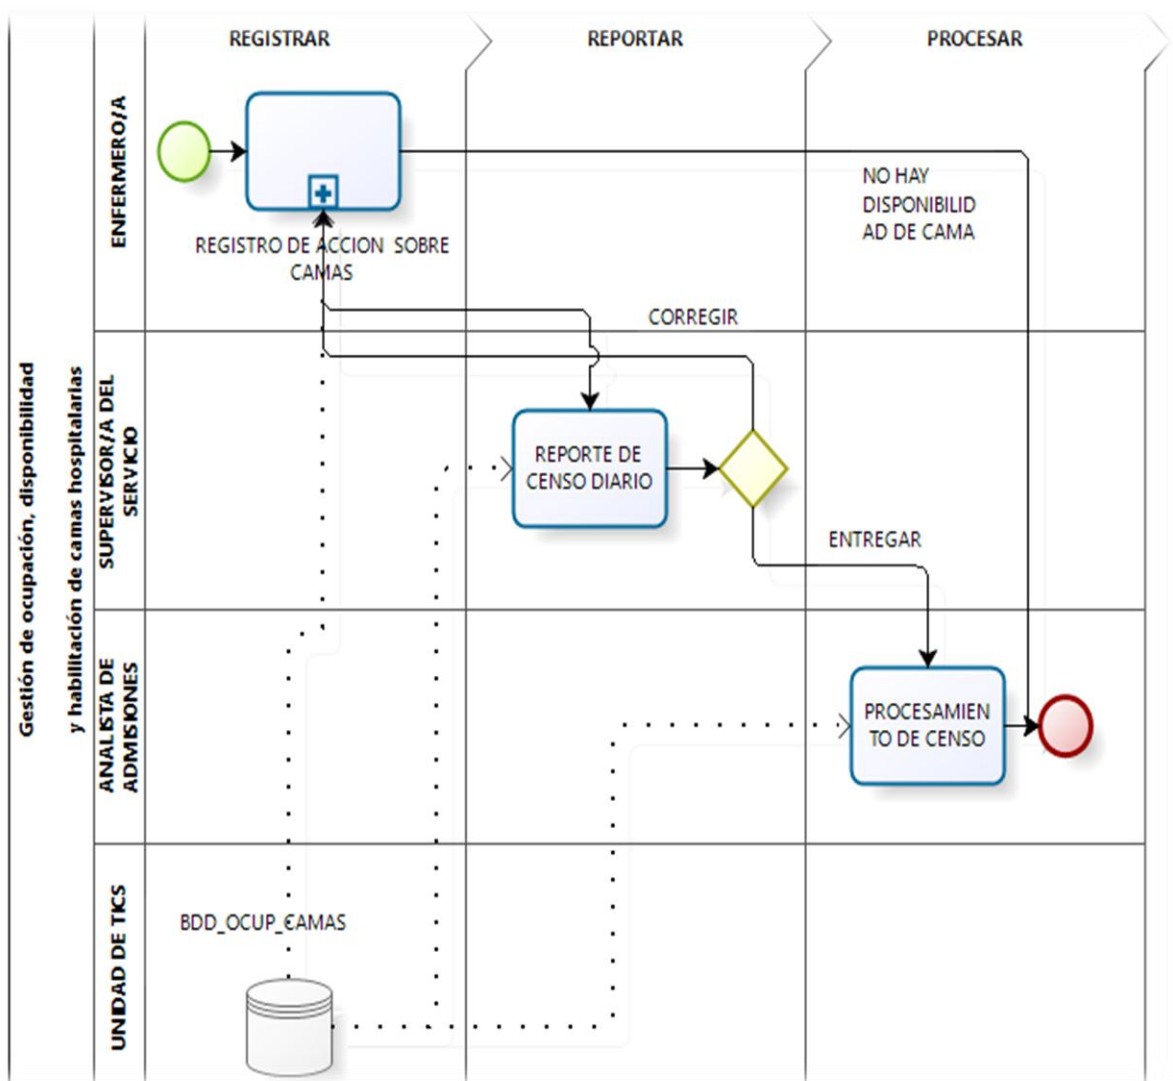 REGISTRAR
REPORTAR
PROCESAR
Gestión de ocupación, disponibilidad
y habilitación de camas hospitalarias
ENFERMERO/A
REGISTRO DE ACCION SOBRE
CAMAS
NO HAY
DISPONIBILID
AD DE CAMA
CORREGIR
SUPERVISOR/A DEL
SERVICIO
REPORTE DE
CENSO DIARIO
ENTREGAR
ANALISTA DE
ADMISIONES
PROCESAMIEN
TO DE CENSO
UNIDAD DE TICS
BDD_OCUP_CAMAS